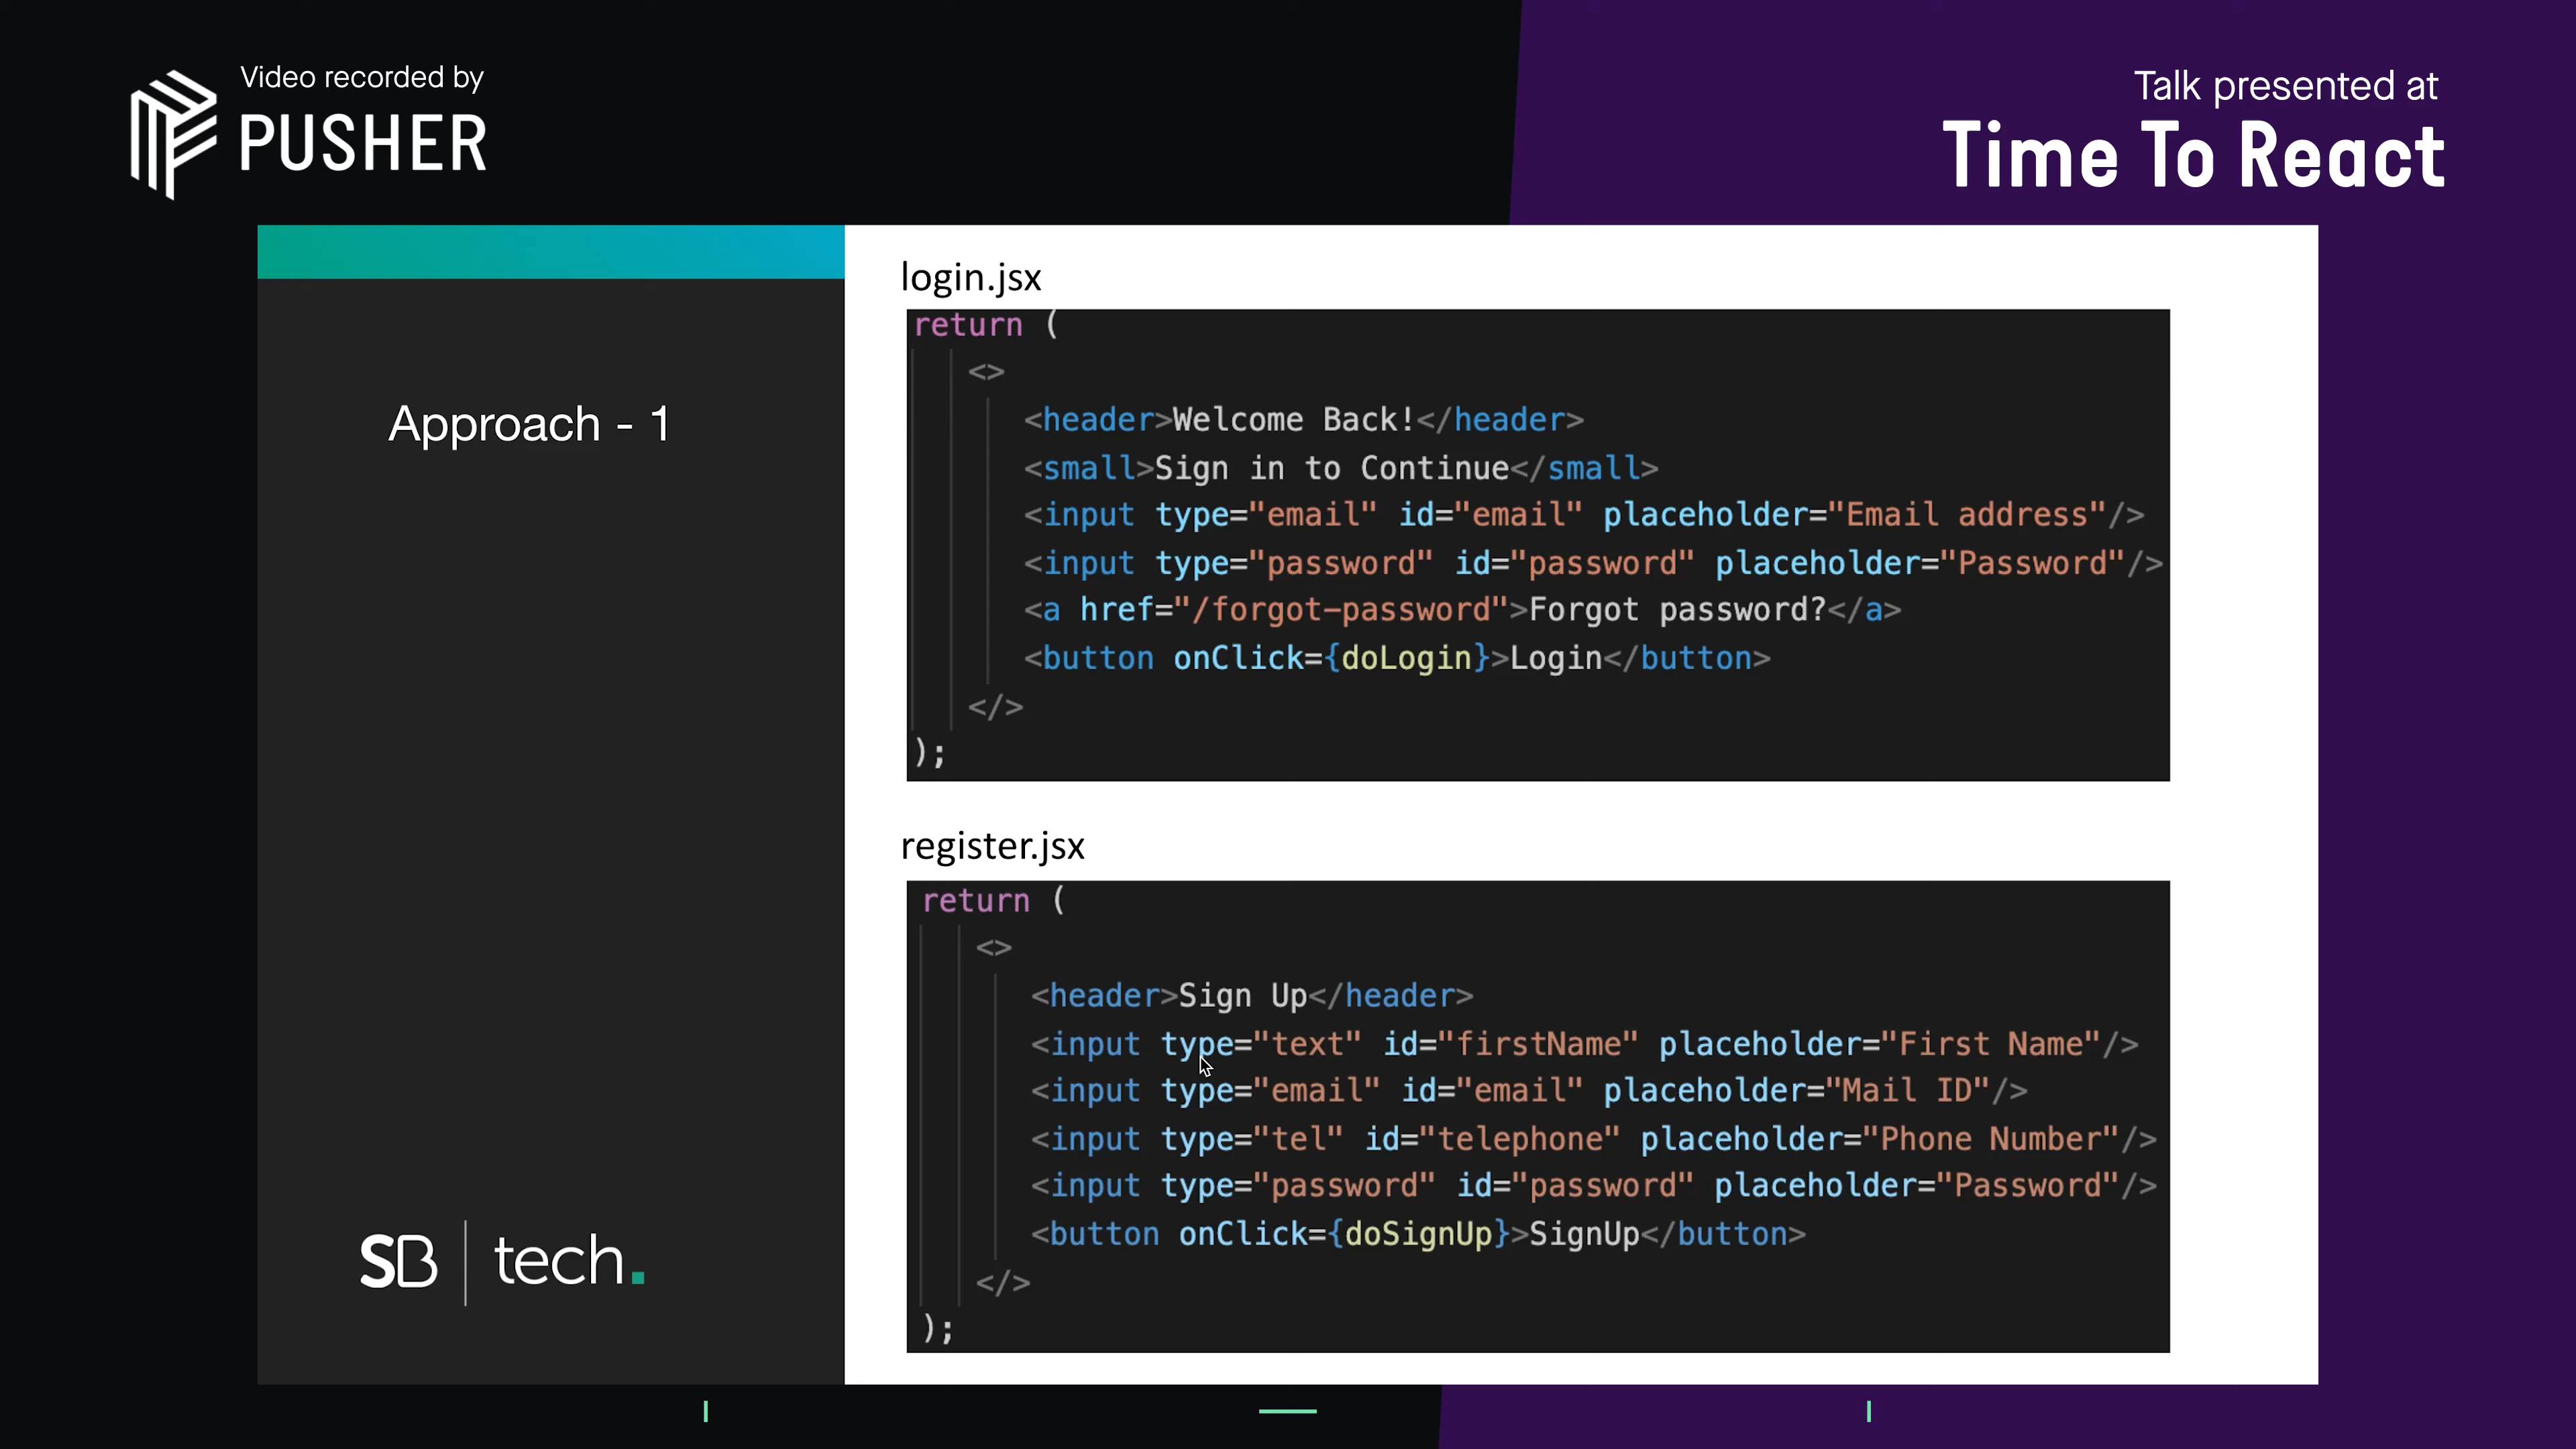 Video recorded by
PUSHER
Talk presented at
Time To React
Approach - 1
SB | tech.
login.jsx
return (
<>
<header>Welcome Back!</header>
<small>Sign in to Continue</small>
<input type="email" id="email" placeholder="Email address"/>
<input type="password" id="password" placeholder="Password"/>
<a href="/forgot-password">Forgot password?</a>
<button onClick={doLogin}>Login</button>
</>
);
register.jsx
return (
<>
<header>Sign Up</header>
<input type="text" id="firstName" placeholder="First Name"/>
<input type="email" id="email" placeholder="Mail ID"/>
<input type="tel" id="telephone" placeholder="Phone Number"/>
<input type="password" id="password" placeholder="Password"/>
<button onClick={doSignUp}>SignUp</button>
</>
);